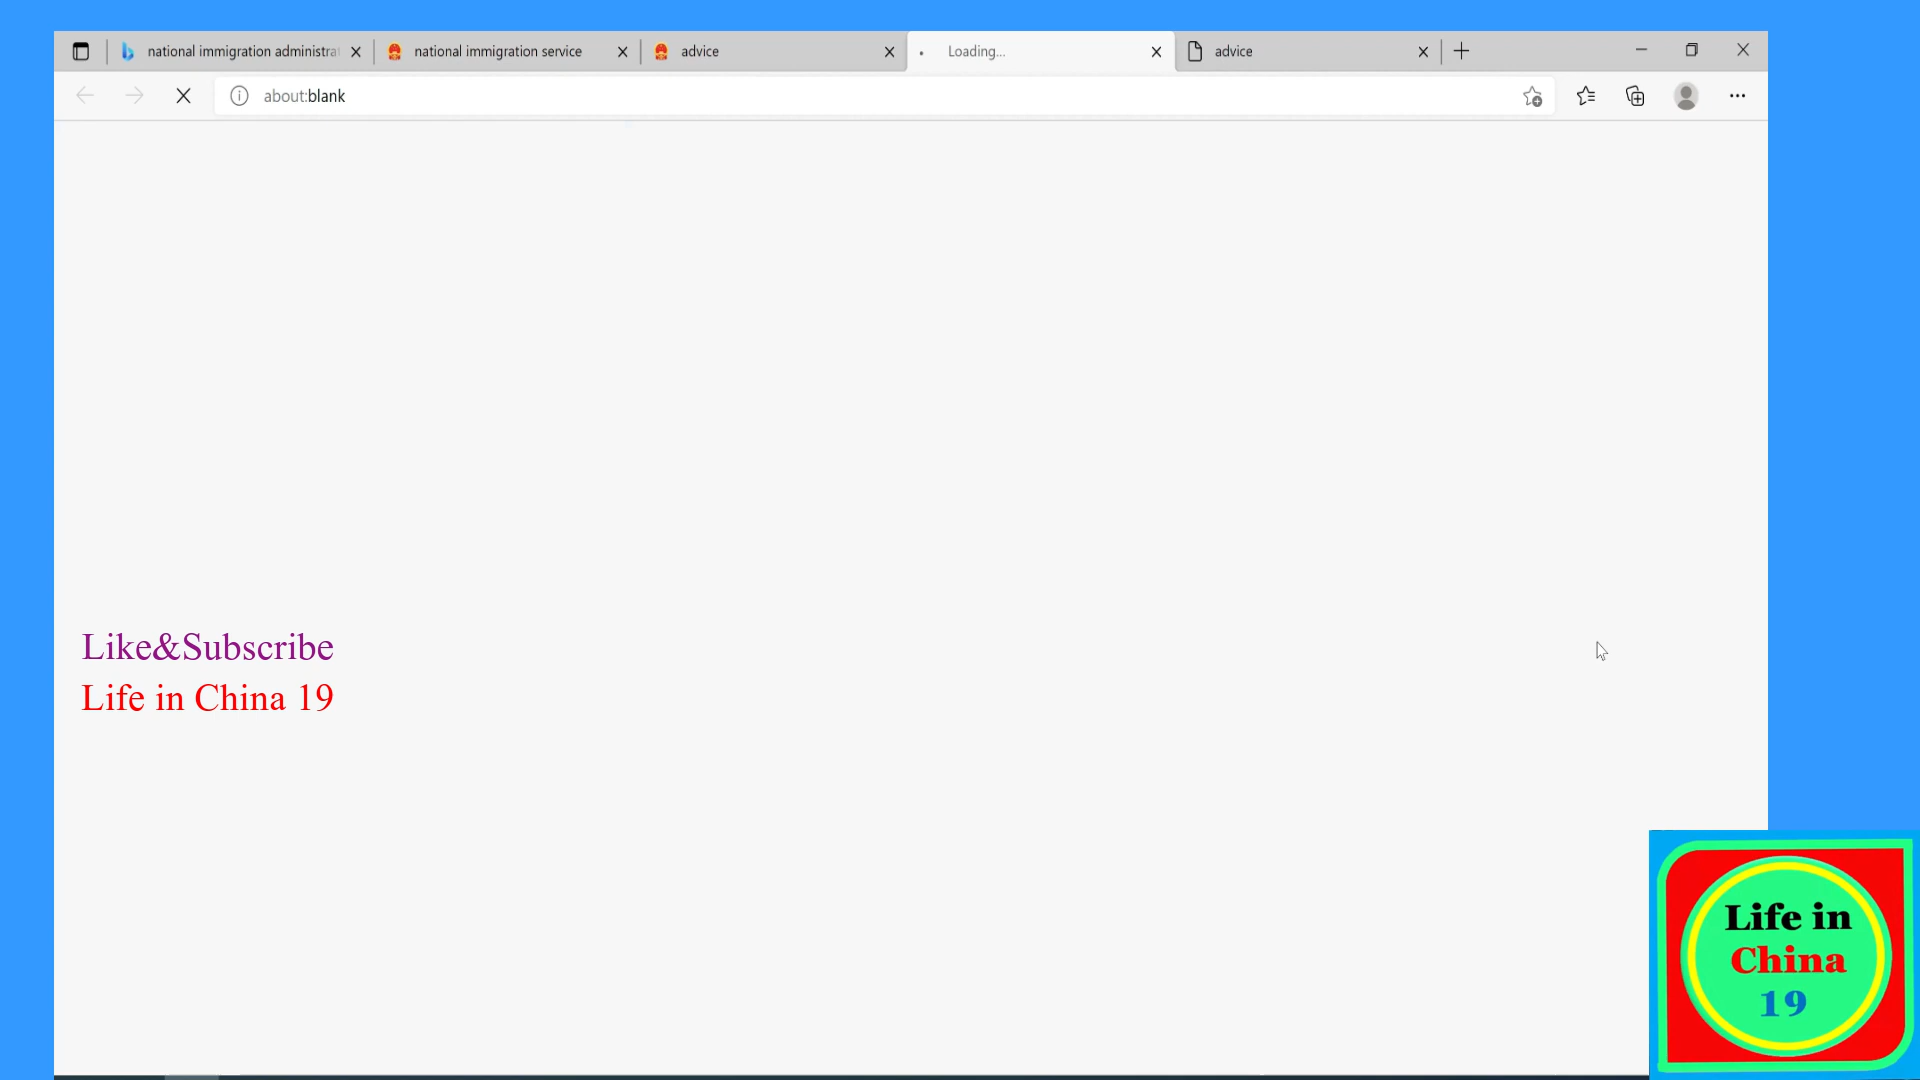 national immigration administra
national immigration service
advice
Loading...
advice
about:blank
Like&Subscribe
Life in China 19
Life in
China
19